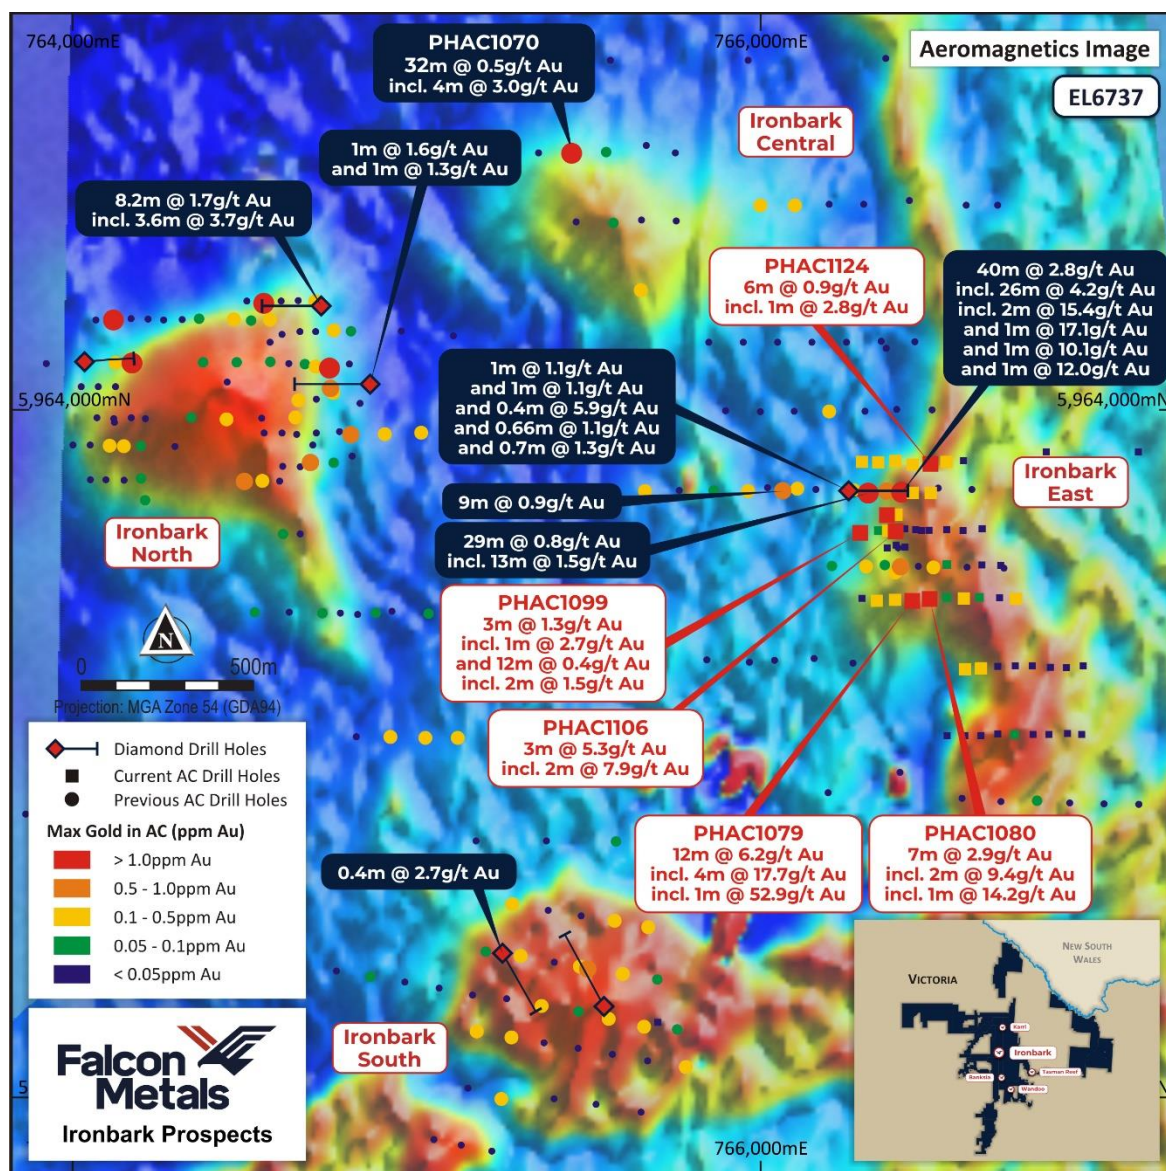 764,000mE
766,000mE
Aeromagnetics Image
EL6737
PHAC1070
32m @ 0.5g/t Au
incl. 4m @ 3.0g/t Au
Ironbark
Central
1m @ 1.6g/t Au
and 1m @ 1.3g/t Au
8.2m @ 1.7g/t Au
incl. 3.6m @ 3.7g/t Au
PHAC1124
6m @ 0.9g/t Au
incl. 1m @ 2.8g/t Au
40m @ 2.8g/t Au
incl. 26m @ 4.2g/t Au
incl. 2m @ 15.4g/t Au
and 1m @ 17.1g/t Au
and 1m @ 10.1g/t Au
and 1m @ 12.0g/t Au
1m @ 1.1g/t Au
and 1m @ 1.1g/t Au
and 0.4m @ 5.9g/t Au
and 0.66m @ 1.1g/t Au
and 0.7m @ 1.3g/t Au
5,964,000mN
5,964,000mN
Ironbark
East
9m @ 0.9g/t Au
Ironbark
North
29m @ 0.8g/t Au
incl. 13m @ 1.5g/t Au
PHAC1099
3m @ 1.3g/t Au
incl. 1m @ 2.7g/t Au
and 12m @ 0.4g/t Au
incl. 2m @ 1.5g/t Au
N
0 500m
Projection: MGA Zone 54 (GDA94)
PHAC1106
3m @ 5.3g/t Au
incl. 2m @ 7.9g/t Au
Diamond Drill Holes
Current AC Drill Holes
Previous AC Drill Holes
Max Gold in AC (ppm Au)
> 1.0ppm Au
0.5 - 1.0ppm Au
0.1 - 0.5ppm Au
0.05 - 0.1ppm Au
< 0.05ppm Au
PHAC1079
12m @ 6.2g/t Au
incl. 4m @ 17.7g/t Au
incl. 1m @ 52.9g/t Au
PHAC1080
7m @ 2.9g/t Au
incl. 2m @ 9.4g/t Au
incl. 1m @ 14.2g/t Au
0.4m @ 2.7g/t Au
Ironbark
South
Falcon
Metals
Ironbark Prospects
766,000mE
NEW SOUTH
WALES
VICTORIA
Karri
Ironbark
Tasman Reef
Banksia
Wandoo